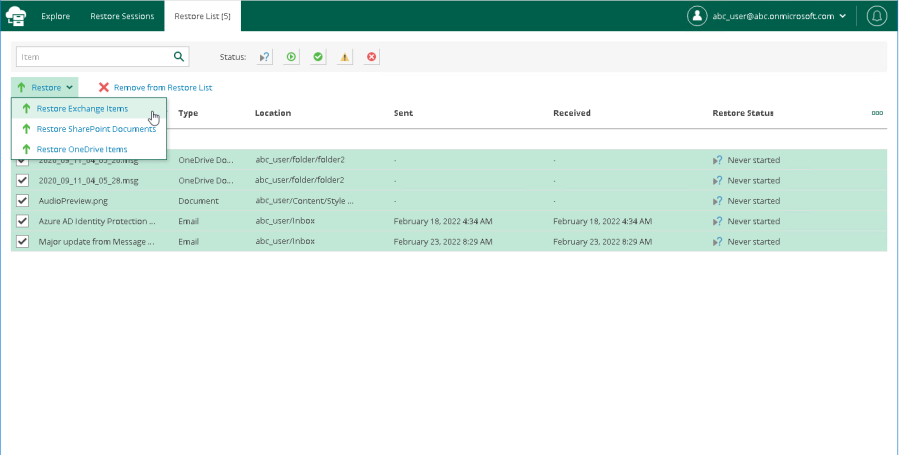 Explore Restore Sessions Restore List (5) abc_user@abc.onmicrosoft.com
Item Status:
Restore Remove from Restore List
Restore Exchange Items
Restore SharePoint Documents
Restore OneDrive Items
Type Location Sent Received Restore Status
2020_09_11_04_05_28.msg OneDrive Do... abc_user/folder/folder2 - - Never started
2020_09_11_04_05_28.msg OneDrive Do... abc_user/folder/folder2 - - Never started
AudioPreview.png Document abc_user/Content/Style ... - - Never started
Azure AD Identity Protection ... Email abc_user/Inbox February 18, 2022 4:34 AM February 18, 2022 4:34 AM Never started
Major update from Message ... Email abc_user/Inbox February 23, 2022 8:29 AM February 23, 2022 8:29 AM Never started